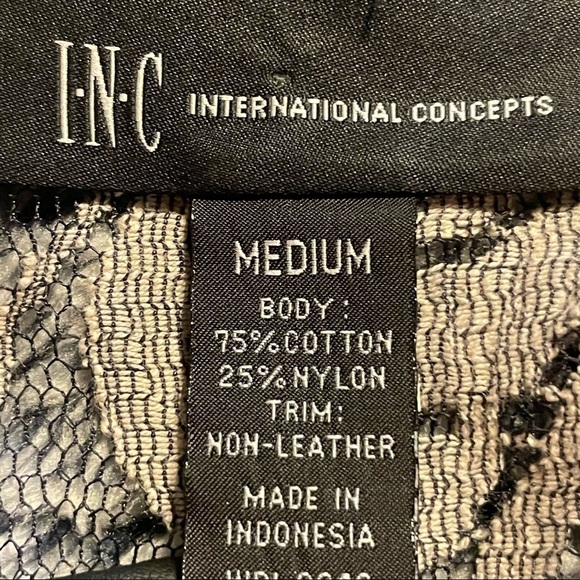 I·N·C INTERNATIONAL CONCEPTS
MEDIUM
BODY:
75% COTTON
25% NYLON
TRIM:
NON-LEATHER
MADE IN
INDONESIA